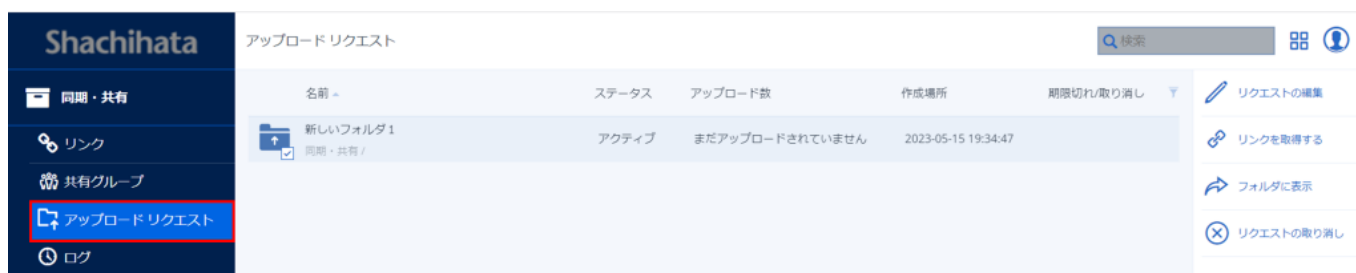 Shachihata
アップロード リクエスト
検索
同期・共有
リンク
共有グループ
アップロード リクエスト
ログ
名前 ステータス アップロード数 作成場所 期限切れ/取り消し
新しいフォルダ 1 アクティブ まだアップロードされていません 2023-05-15 19:34:47
同期・共有 /
リクエストの編集
リンクを取得する
フォルダに表示
リクエストの取り消し